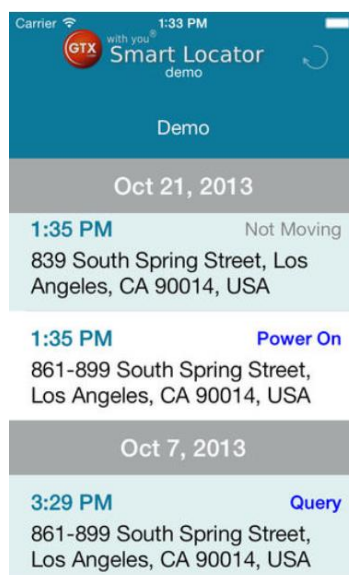 Carrier 1:33 PM
GTX with you®
Smart Locator
demo
Demo
Oct 21, 2013
1:35 PM Not Moving
839 South Spring Street, Los
Angeles, CA 90014, USA
1:35 PM Power On
861-899 South Spring Street,
Los Angeles, CA 90014, USA
Oct 7, 2013
3:29 PM Query
861-899 South Spring Street,
Los Angeles, CA 90014, USA